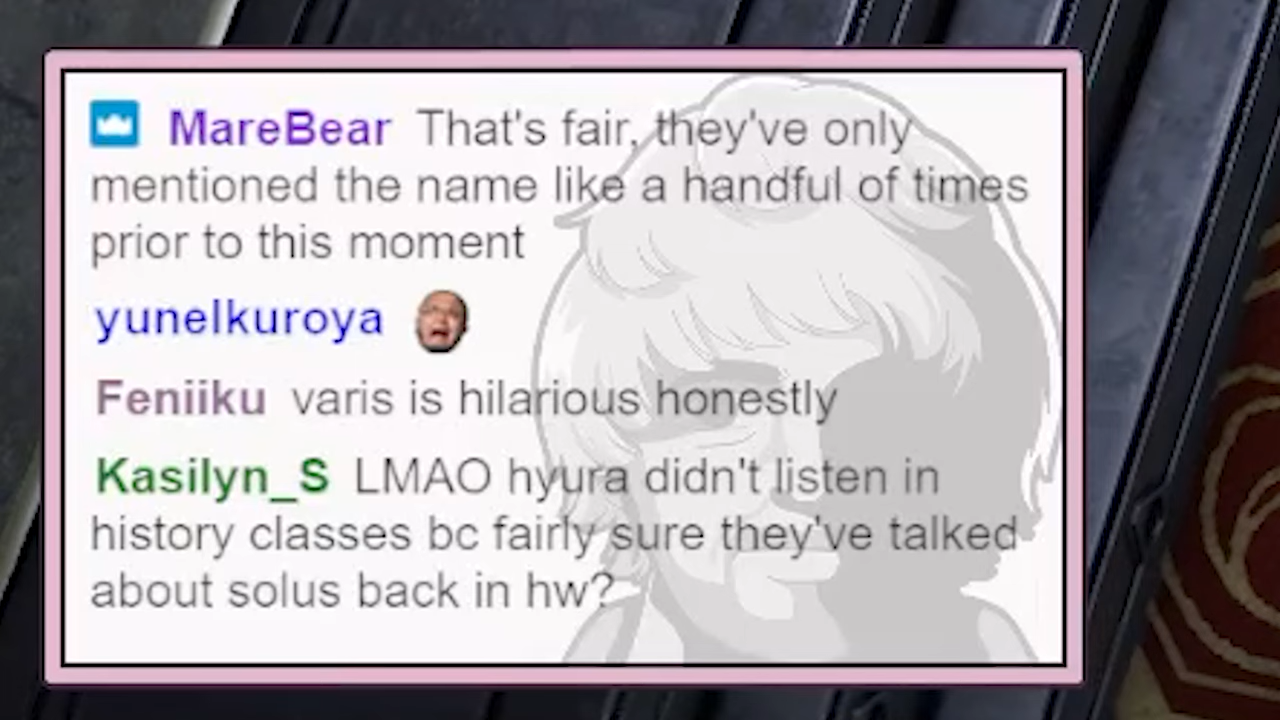 MareBear That's fair, they've only
mentioned the name like a handful of times
prior to this moment
yunelkuroya
Feniiku varis is hilarious honestly
Kasilyn_S LMAO hyura didn't listen in
history classes bc fairly sure they've talked
about solus back in hw?